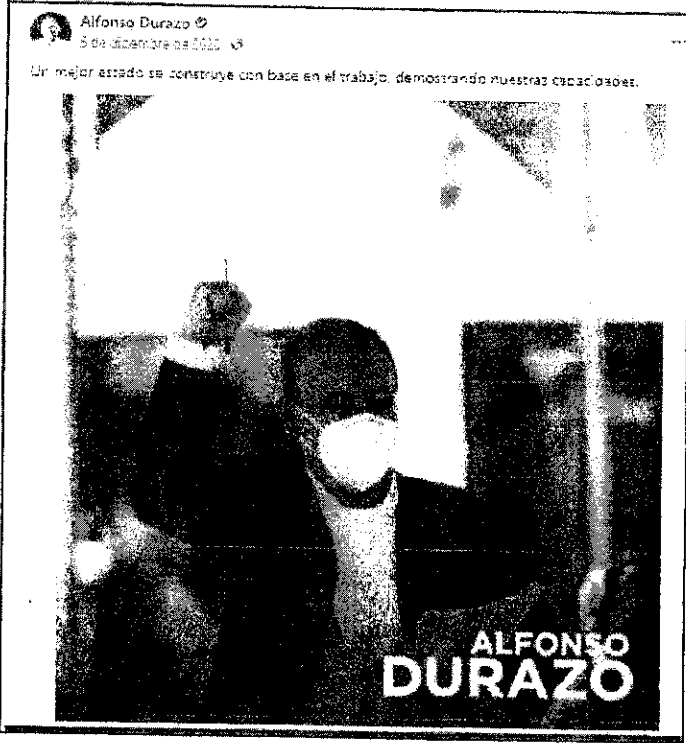 Alfonso Durazo
5 de diciembre de 2020
Un mejor estado se construye con base en el trabajo, demostrando nuestras capacidades.
ALFONSO
DURAZO